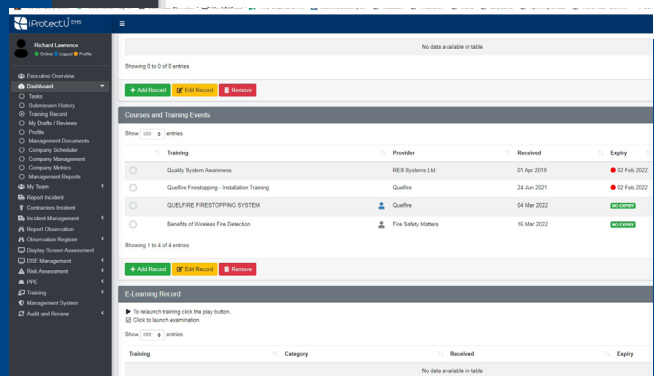 iProtectU EHS
Richard Lawrence
Online Logout Profile
Executive Overview
Dashboard
Tasks
Submission History
Training Record
My Drafts / Reviews
Profile
Management Documents
Company Scheduler
Company Management
Company Metrics
Management Reports
My Team
Report Incident
Contractors Incident
Incident Management
Report Observation
Observation Register
Display Screen Assessment
DSE Management
Risk Assessment
PPE
Training
Management System
Audit and Review
No data available in table
Showing 0 to 0 of 0 entries
+ Add Record Edit Record Remove
Courses and Training Events
Show 100 entries
Training Provider Received Expiry
Quality System Awareness RES Systems Ltd 01 Apr 2019 02 Feb 2022
Quelfire Firestopping - Installation Training Quelfire 24 Jun 2021 02 Feb 2022
QUELFIRE FIRESTOPPING SYSTEM Quelfire 04 Mar 2022 NO EXPIRY
Benefits of Wireless Fire Detection Fire Safety Matters 16 Mar 2022 NO EXPIRY
Showing 1 to 4 of 4 entries
+ Add Record Edit Record Remove
E-Learning Record
To relaunch training click the play button.
Click to launch examination.
Show 100 entries
Training Category Received Expiry
No data available in table